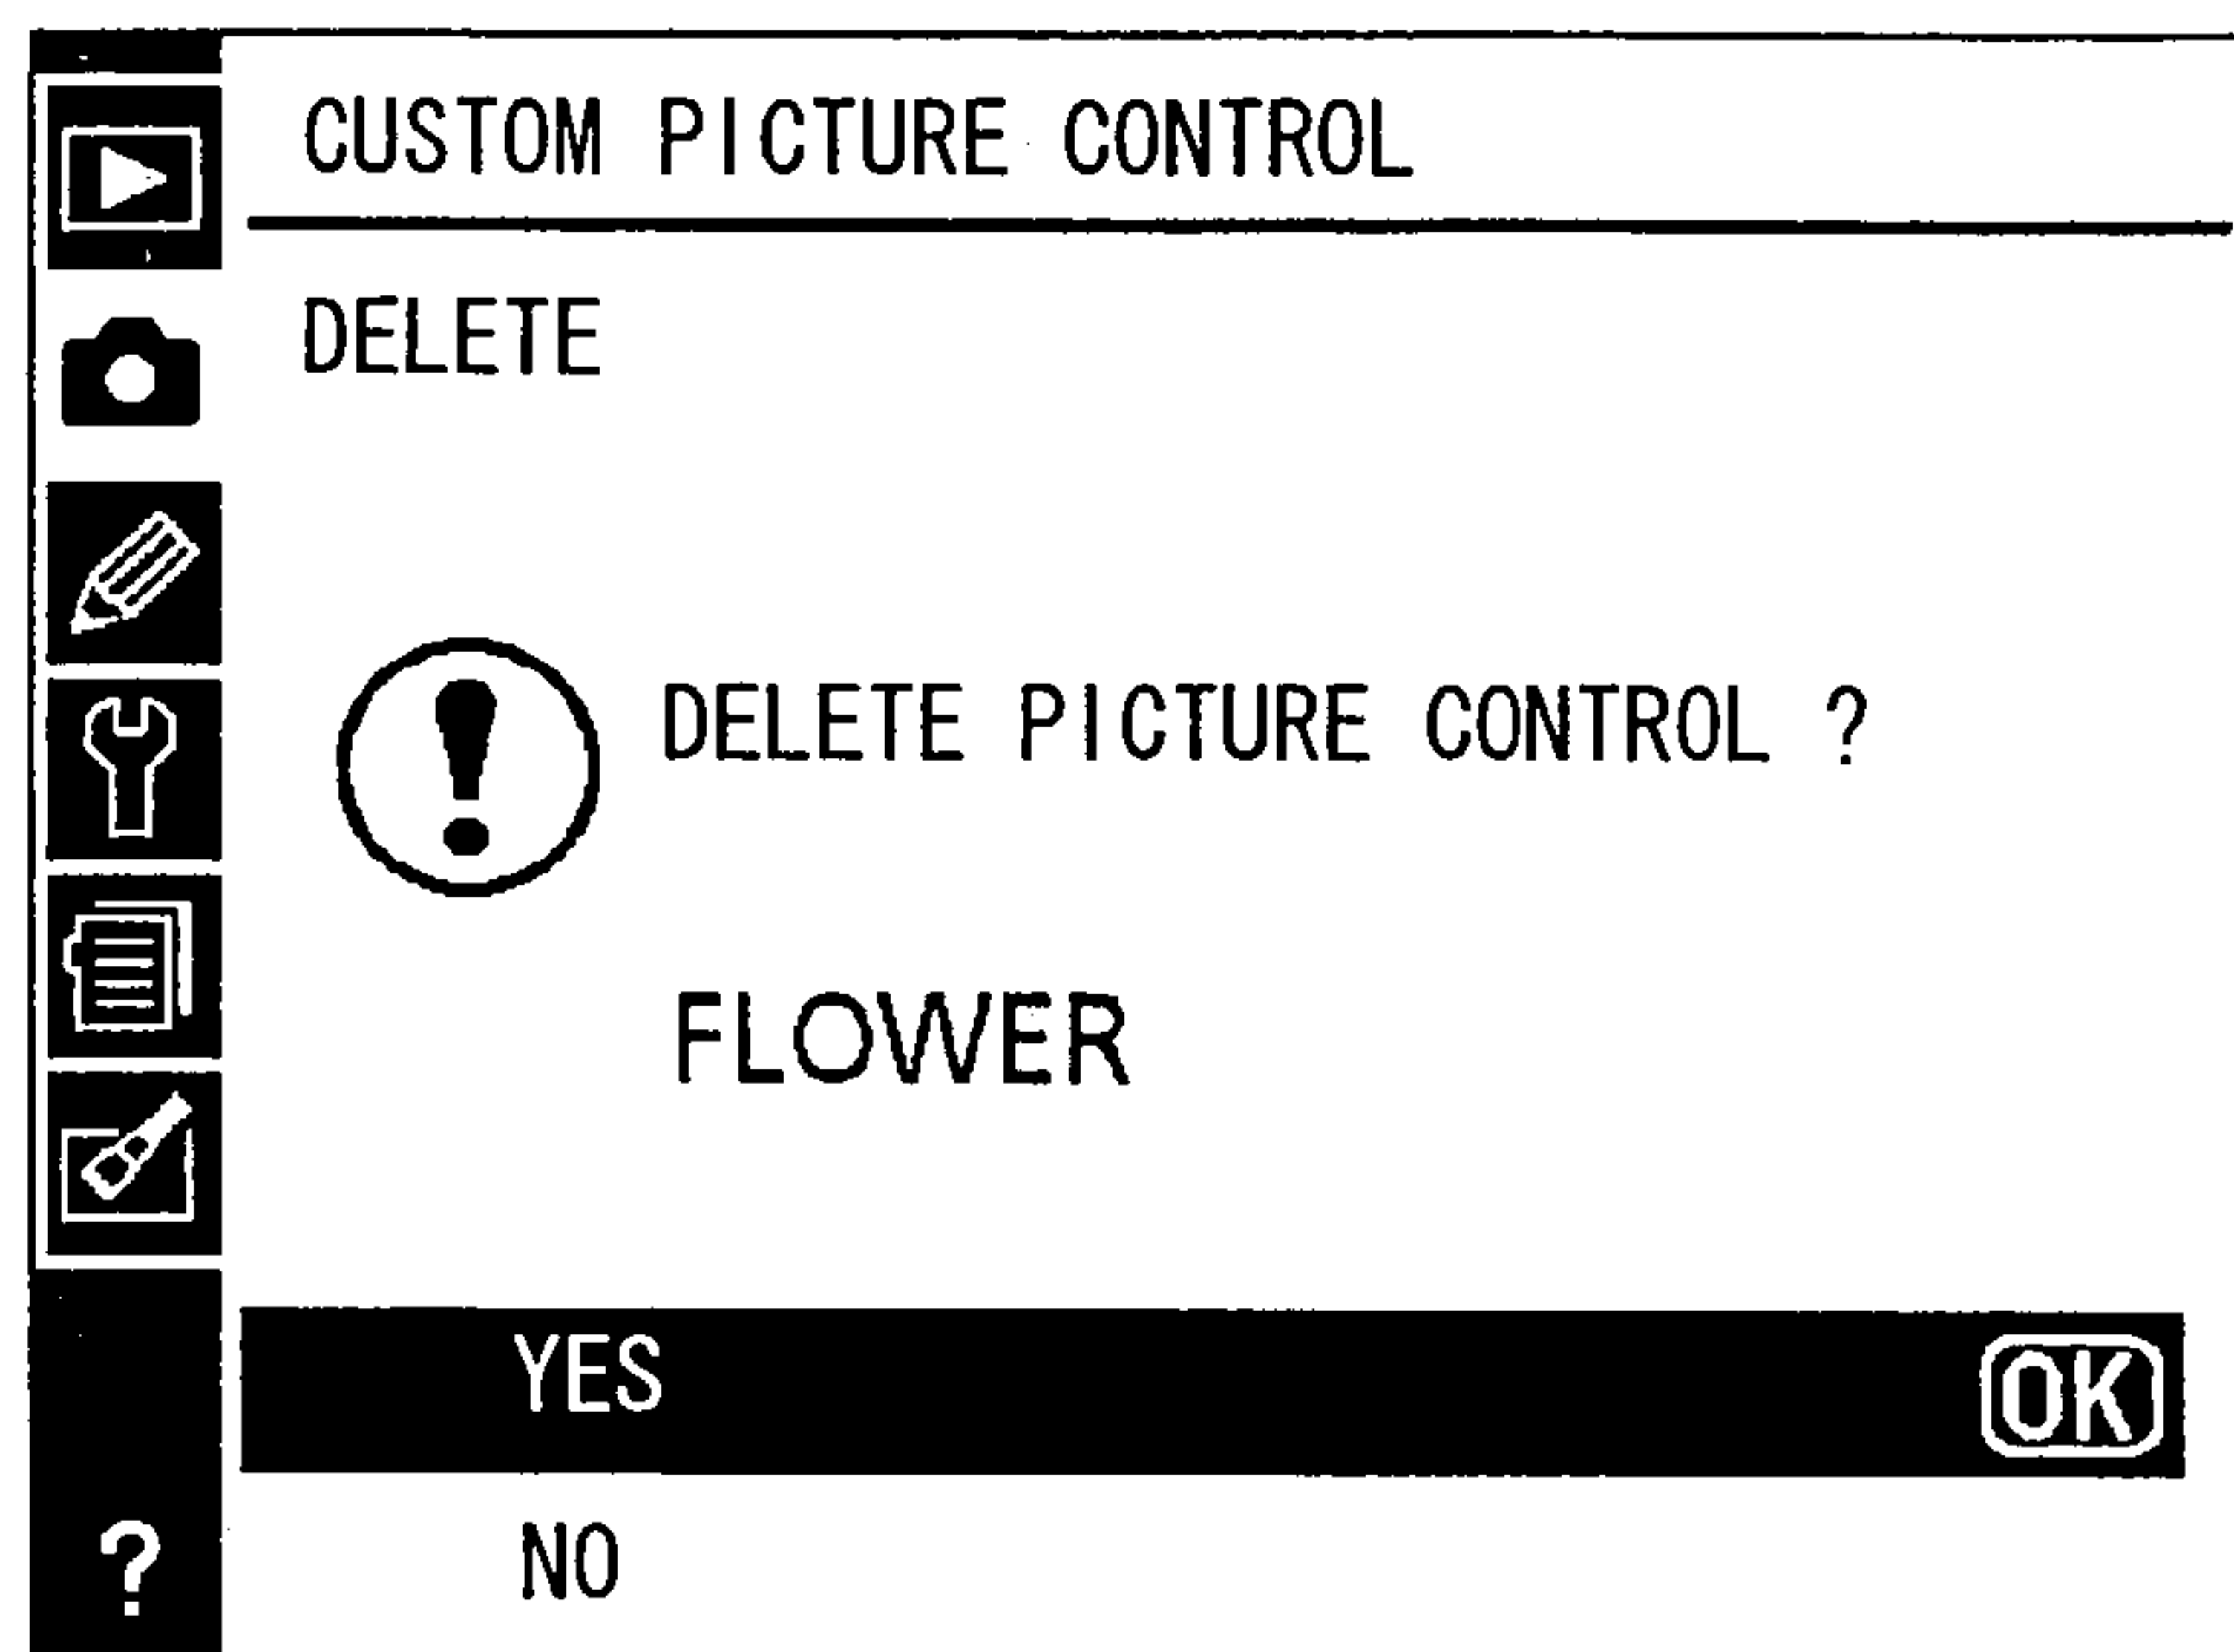 CUSTOM PICTURE CONTROL
DELETE
DELETE PICTURE CONTROL ?
FLOWER
YES OK
NO
?